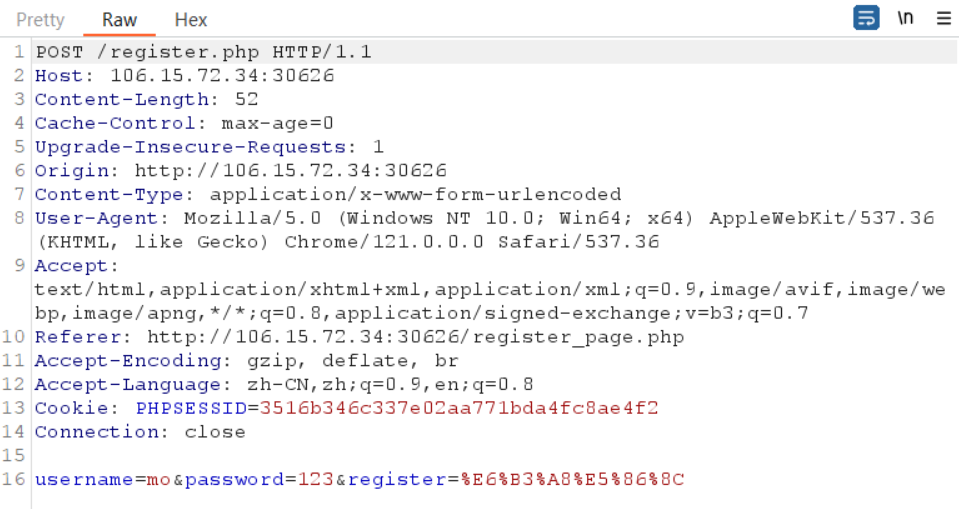 Pretty Raw Hex \n
1 POST /register.php HTTP/1.1
2 Host: 106.15.72.34:30626
3 Content-Length: 52
4 Cache-Control: max-age=0
5 Upgrade-Insecure-Requests: 1
6 Origin: http://106.15.72.34:30626
7 Content-Type: application/x-www-form-urlencoded
8 User-Agent: Mozilla/5.0 (Windows NT 10.0; Win64; x64) AppleWebKit/537.36
(KHTML, like Gecko) Chrome/121.0.0.0 Safari/537.36
9 Accept:
text/html,application/xhtml+xml,application/xml;q=0.9,image/avif,image/we
bp,image/apng,*/*;q=0.8,application/signed-exchange;v=b3;q=0.7
10 Referer: http://106.15.72.34:30626/register_page.php
11 Accept-Encoding: gzip, deflate, br
12 Accept-Language: zh-CN,zh;q=0.9,en;q=0.8
13 Cookie: PHPSESSID=3516b346c337e02aa771bda4fc8ae4f2
14 Connection: close
15
16 username=mo&password=123&register=%E6%B3%A8%E5%86%8C